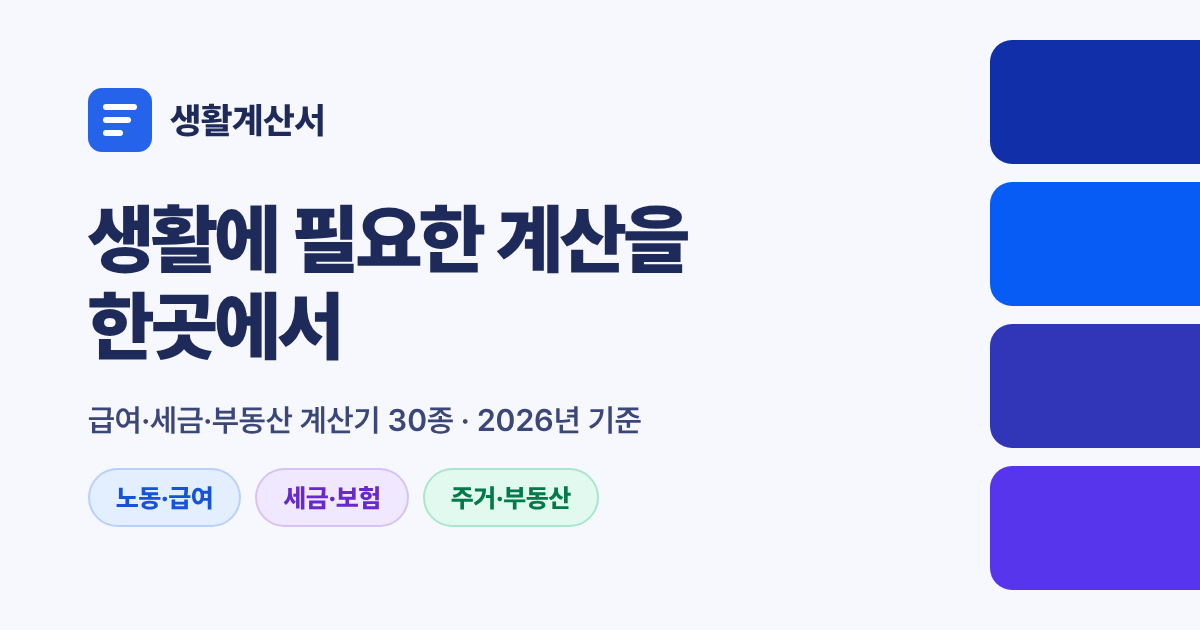 생활계산서
생활에 필요한 계산을
한곳에서
급여·세금·부동산 계산기 30종 · 2026년 기준
노동·급여
세금·보험
주거·부동산